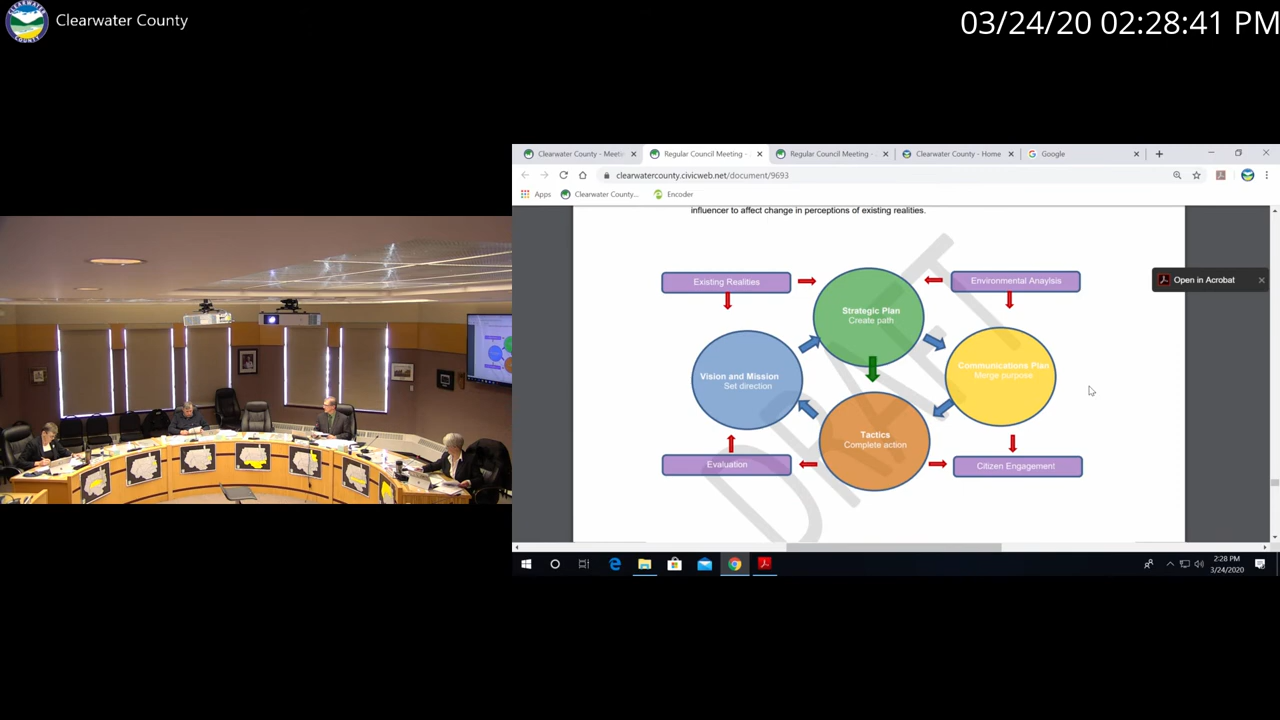 CLEARWATER
COUNTY
Clearwater County
03/24/20 02:28:41 PM
Clearwater County - Meeti
Regular Council Meeting -
Regular Council Meeting - .
Clearwater County - Home
Google
clearwatercounty.civicweb.net/document/9693
Apps
Clearwater County...
Encoder
influencer to affect change in perceptions of existing realities.
Existing Realities
Strategic Plan
Create path
Environmental Anaylsis
Open in Acrobat
Vision and Mission
Set direction
Communications Plan
Merge purpose
Tactics
Complete action
Evaluation
Citizen Engagement
DRAFT
2:28 PM
3/24/2020